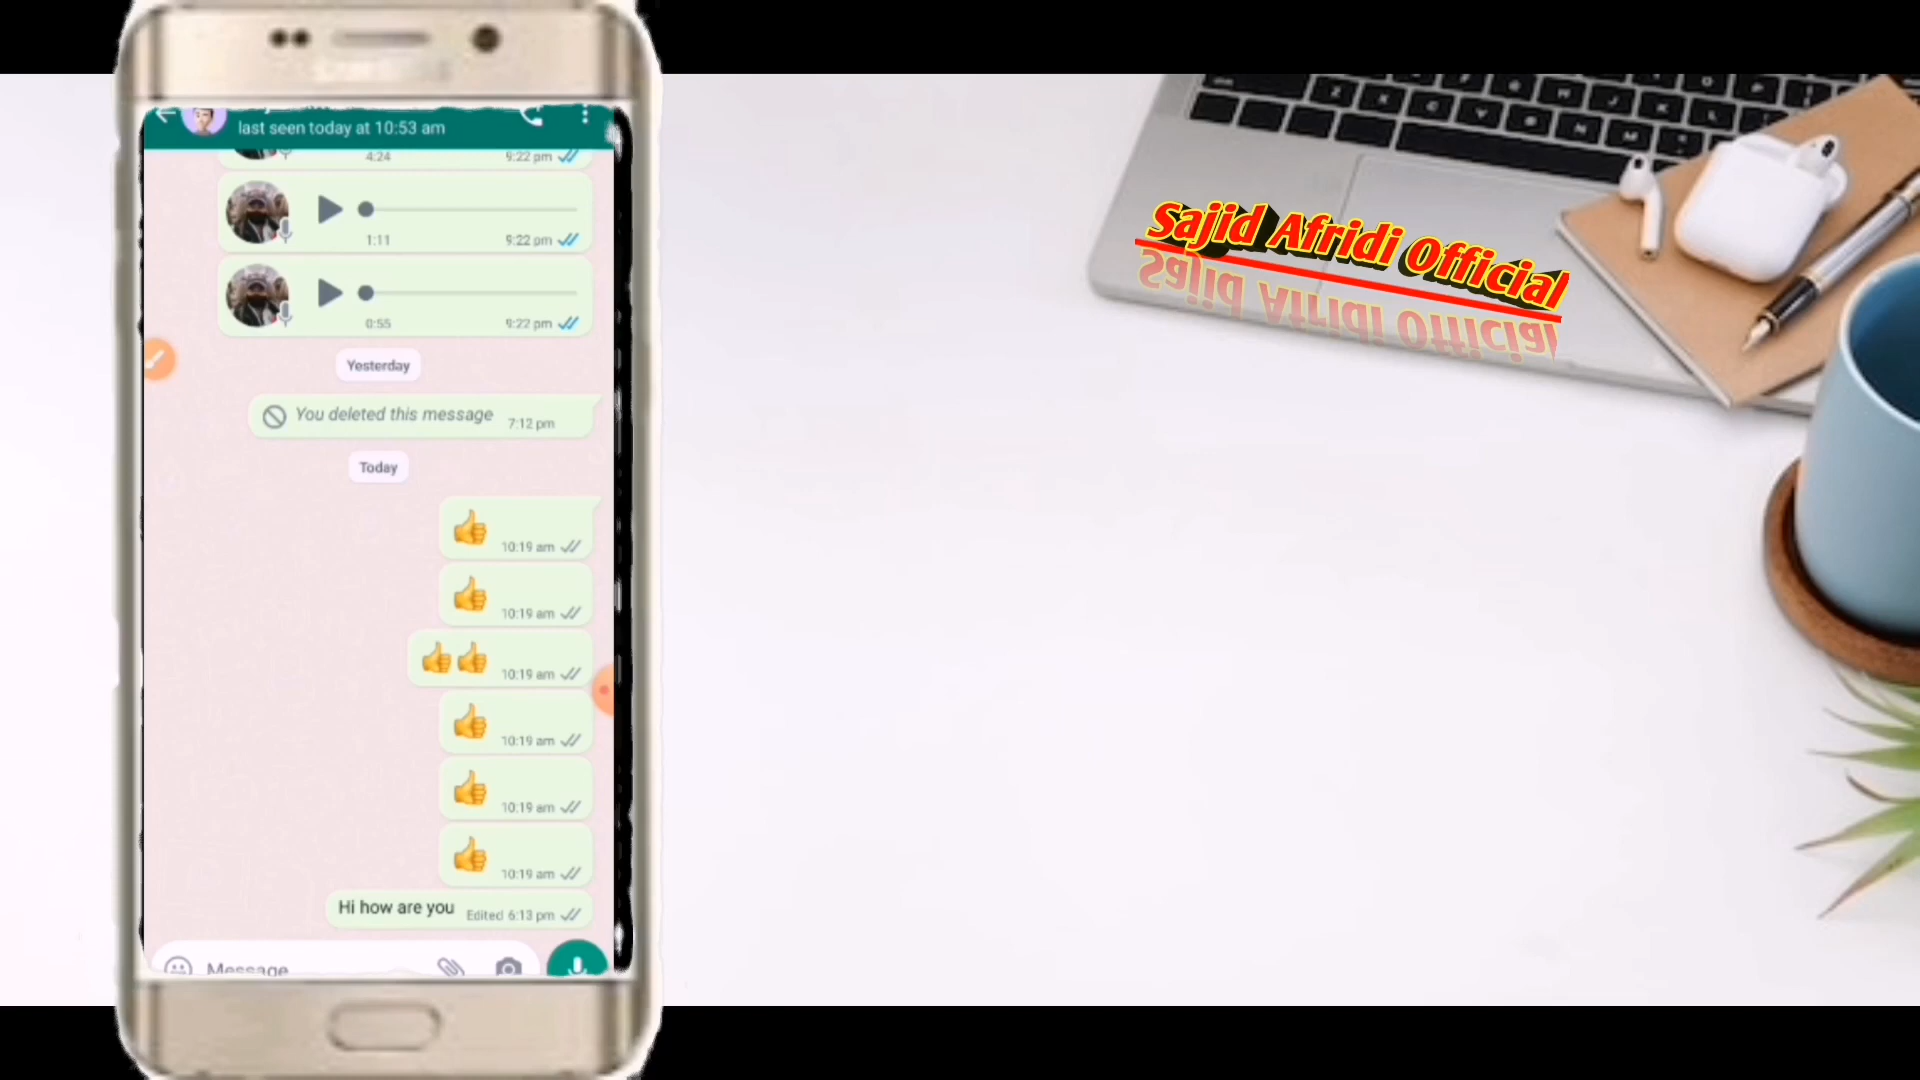 last seen today at 10:53 am
4:24 9:22 pm
1:11 9:22 pm
0:55 9:22 pm
Yesterday
You deleted this message 7:12 pm
Today
👍 10:19 am
👍 10:19 am
👍👍 10:19 am
👍 10:19 am
👍 10:19 am
👍 10:19 am
Hi how are you Edited 6:13 pm
Message
Sajid Afridi Official
Sajid Afridi Official